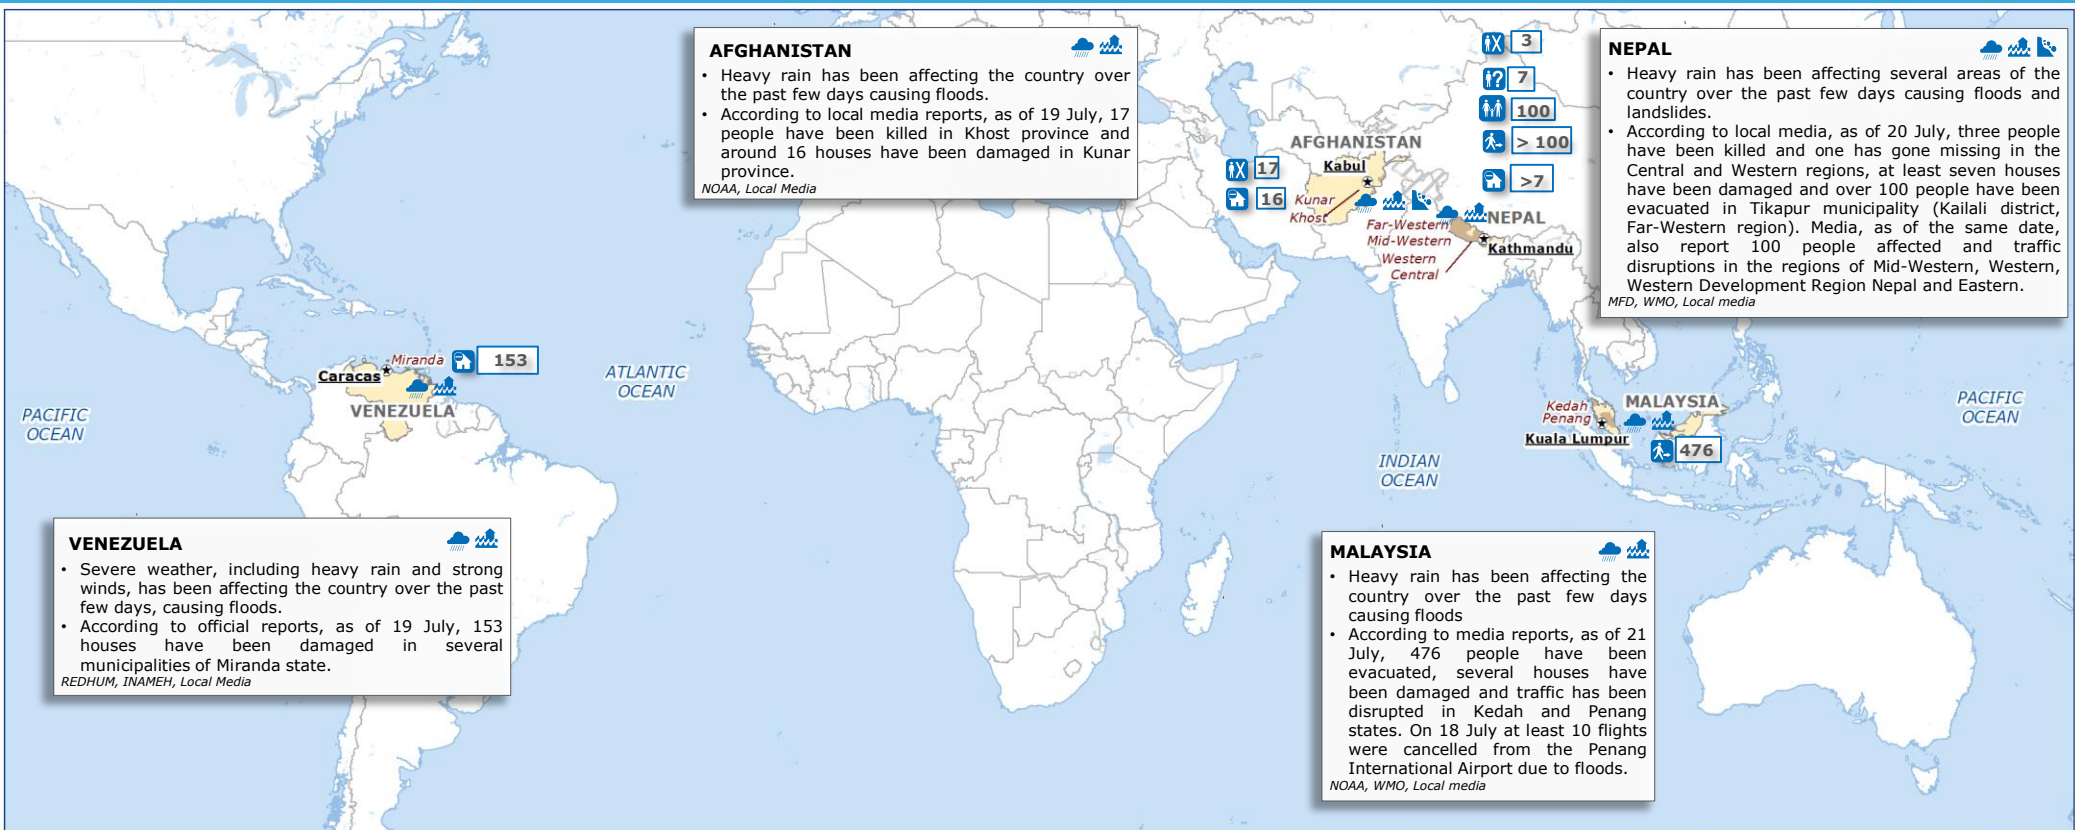 AFGHANISTAN
• Heavy rain has been affecting the country over
the past few days causing floods.
• According to local media reports, as of 19 July, 17
people have been killed in Khost province and
around 16 houses have been damaged in Kunar
province.
NOAA, Local Media
NEPAL
• Heavy rain has been affecting several areas of the
country over the past few days causing floods and
landslides.
• According to local media, as of 20 July, three people
have been killed and one has gone missing in the
Central and Western regions, at least seven houses
have been damaged and over 100 people have been
evacuated in Tikapur municipality (Kailali district,
Far-Western region). Media, as of the same date,
also report 100 people affected and traffic
disruptions in the regions of Mid-Western, Western,
Western Development Region Nepal and Eastern.
MFD, WMO, Local media
3
7
100
> 100
>7
AFGHANISTAN
Kabul
17
16
Kunar
Khost
NEPAL
Far-Western
Mid-Western
Kathmandu
Western
Central
Miranda
153
Caracas
VENEZUELA
ATLANTIC
OCEAN
PACIFIC
OCEAN
Kedah
Penang
MALAYSIA
Kuala Lumpur
476
PACIFIC
OCEAN
INDIAN
OCEAN
VENEZUELA
• Severe weather, including heavy rain and strong
winds, has been affecting the country over the past
few days, causing floods.
• According to official reports, as of 19 July, 153
houses have been damaged in several
municipalities of Miranda state.
REDHUM, INAMEH, Local Media
MALAYSIA
• Heavy rain has been affecting the
country over the past few days
causing floods
• According to media reports, as of 21
July, 476 people have been
evacuated, several houses have
been damaged and traffic has been
disrupted in Kedah and Penang
states. On 18 July at least 10 flights
were cancelled from the Penang
International Airport due to floods.
NOAA, WMO, Local media